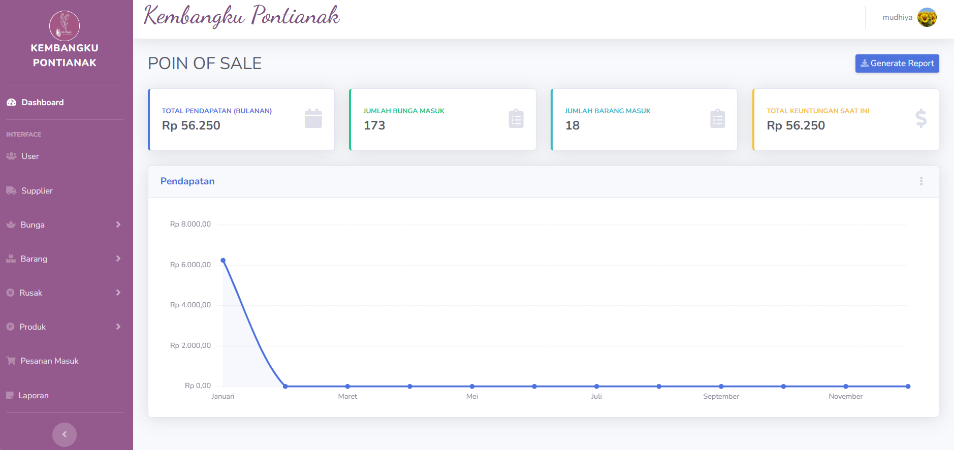 Kembangku Pontianak
mudhiya
KEMBANGKU
PONTIANAK
Dashboard
INTERFACE
User
Supplier
Bunga
Barang
Rusak
Produk
Pesanan Masuk
Laporan
POIN OF SALE
Generate Report
TOTAL PENDAPATAN (BULANAN)
Rp 56.250
JUMLAH BUNGA MASUK
173
JUMLAH BARANG MASUK
18
TOTAL KEUNTUNGAN SAAT INI
Rp 56.250
Pendapatan
Rp 8.000,00
Rp 6.000,00
Rp 4.000,00
Rp 2.000,00
Rp 0,00
Januari Maret Mei Juli September November